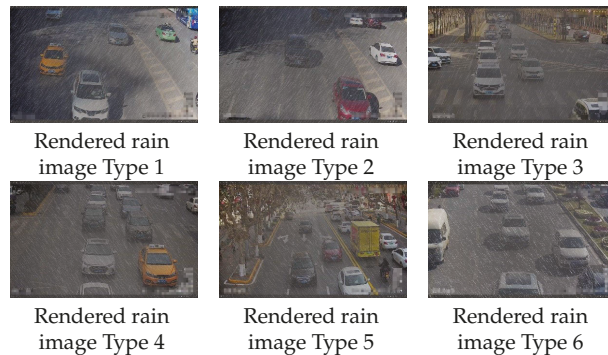 Rendered rain
image Type 1
Rendered rain
image Type 2
Rendered rain
image Type 3
Rendered rain
image Type 4
Rendered rain
image Type 5
Rendered rain
image Type 6